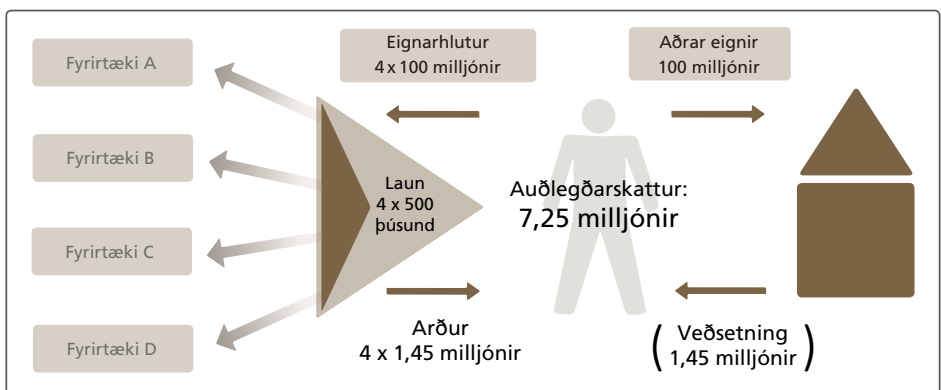 Fyrirtæki A
Fyrirtæki B
Fyrirtæki C
Fyrirtæki D
Eignarhlutur
4 x 100 milljónir
Laun
4 x 500
þúsund
Arður
4 x 1,45 milljónir
Auðlegðarskattur:
7,25 milljónir
Aðrar eignir
100 milljónir
( Veðsetning
1,45 milljónir )